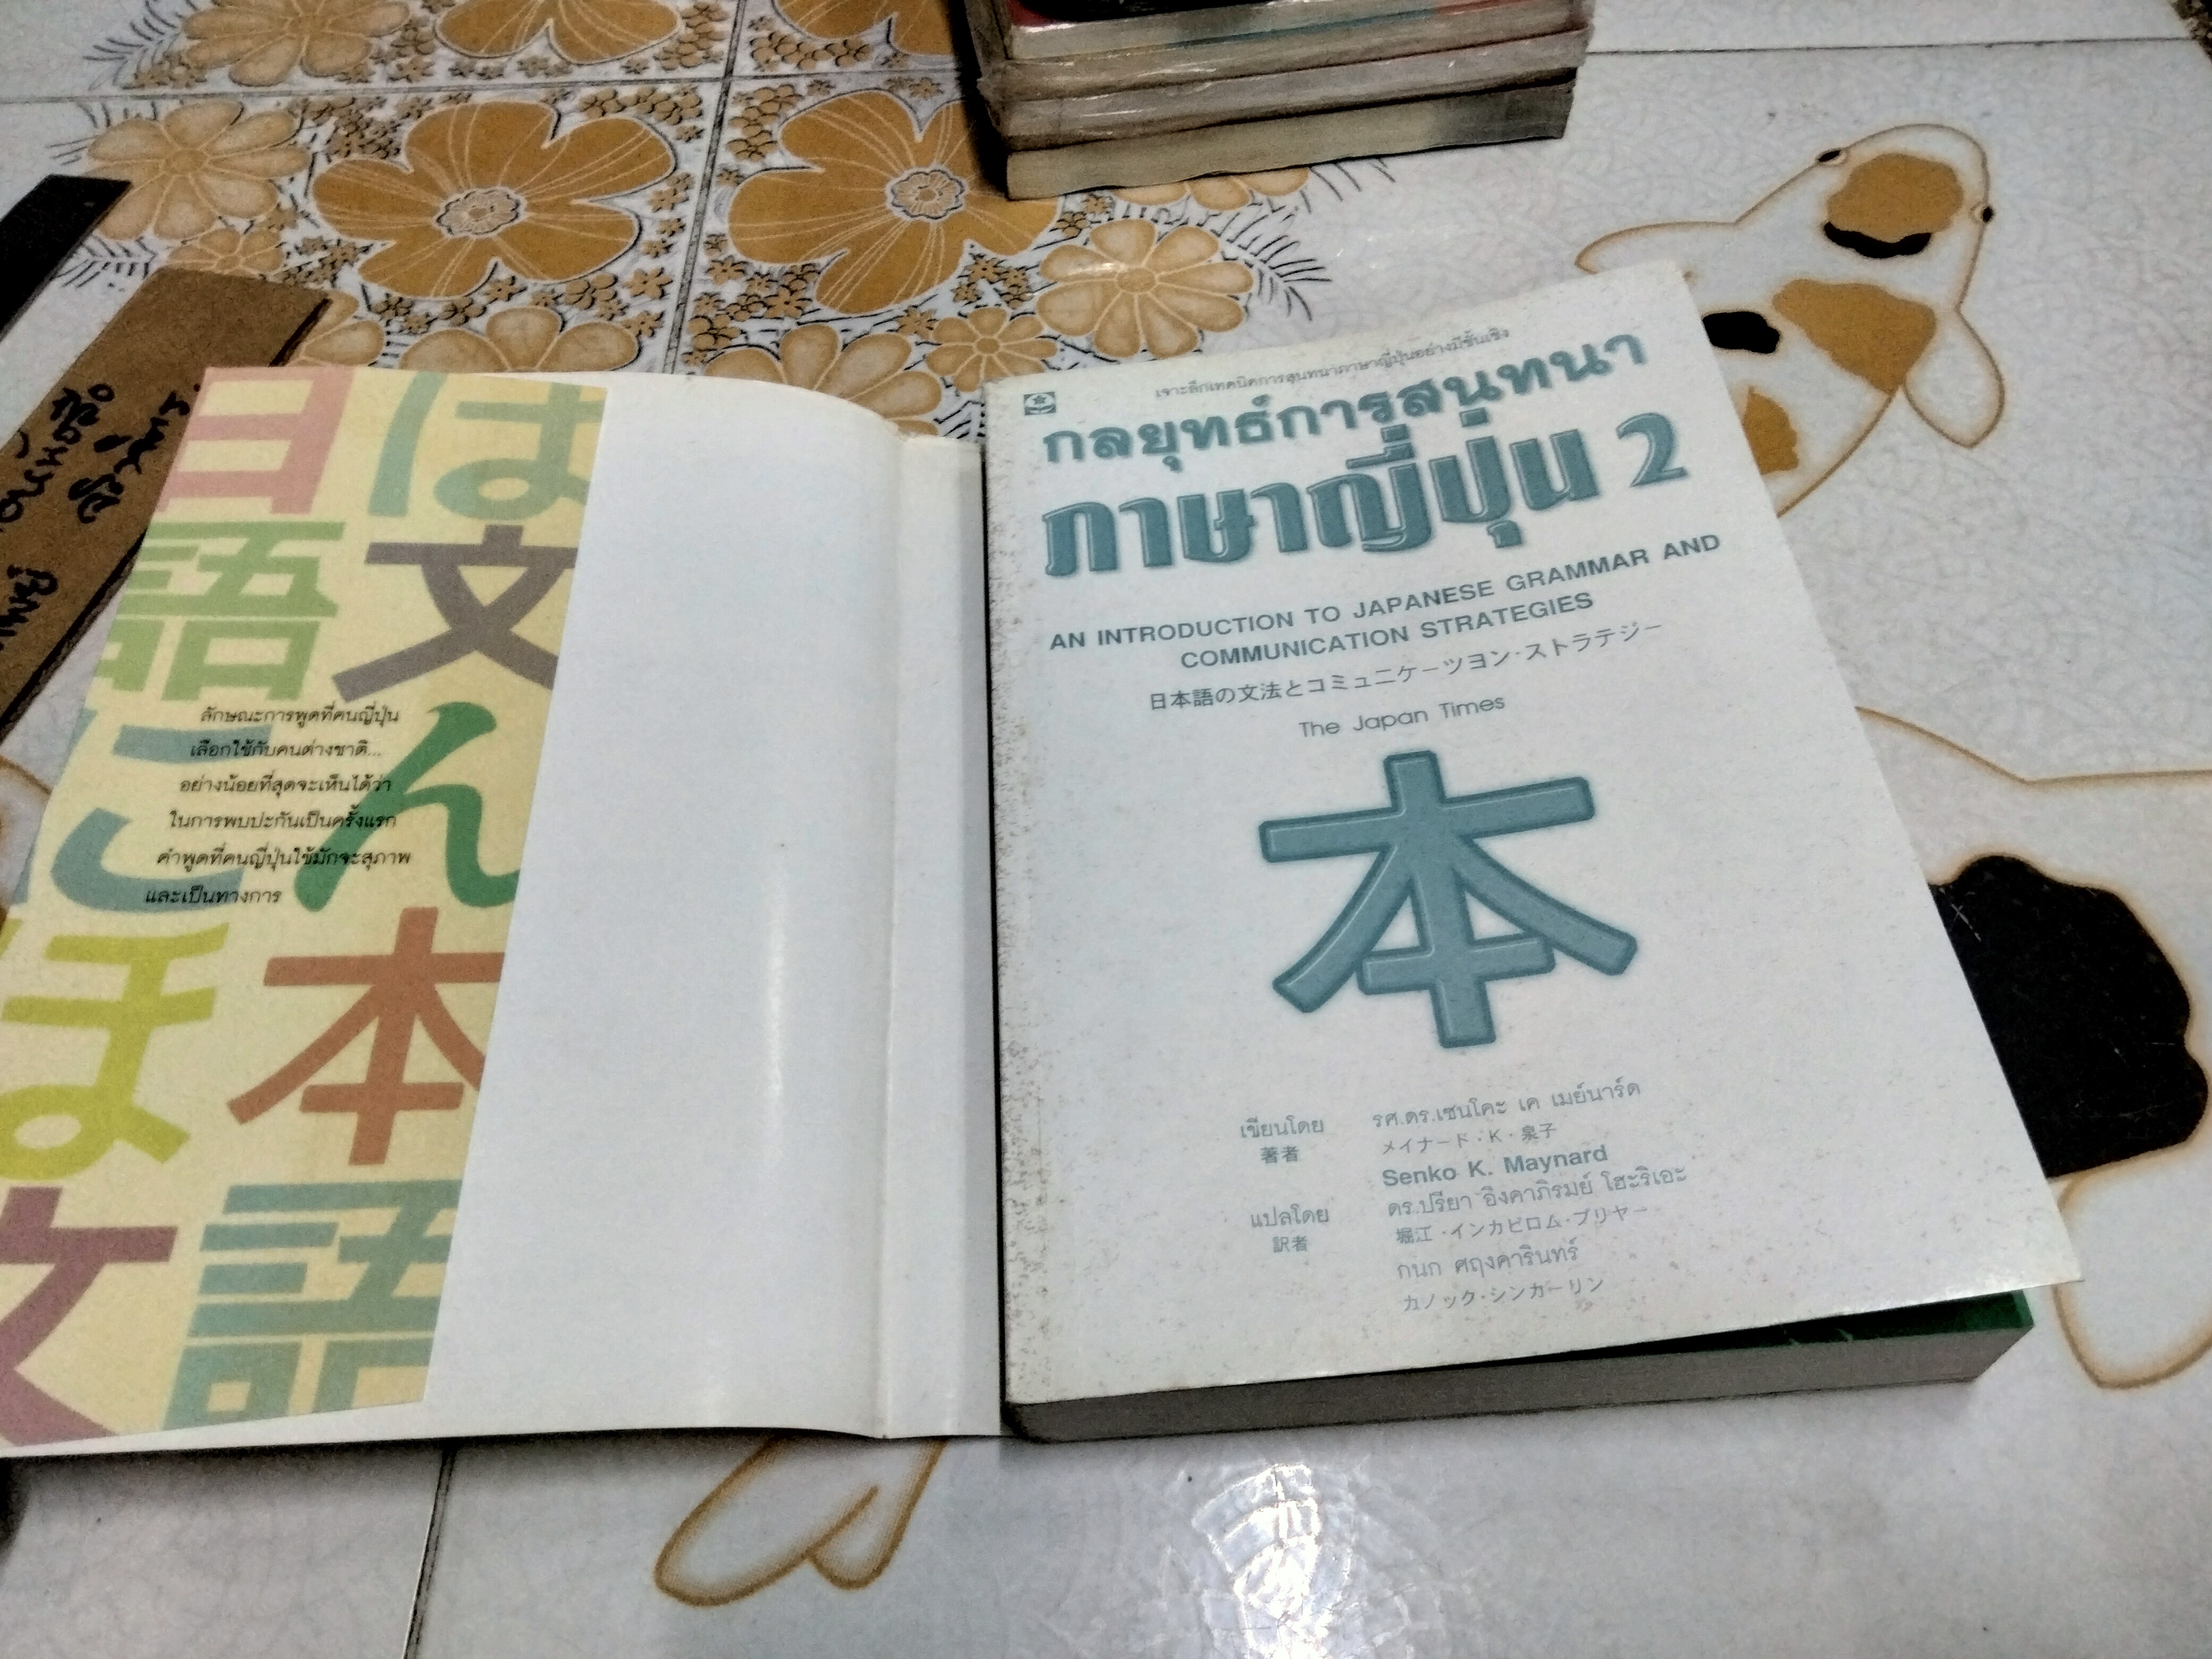 日 は
語 文
に ん
ほ 本
文 語
ลักษณะการพูดที่คนญี่ปุ่น
เลือกใช้กับคนต่างชาติ...
อย่างน้อยที่สุดจะเห็นได้ว่า
ในการพบปะกันเป็นครั้งแรก
คำพูดที่คนญี่ปุ่นใช้มักจะสุภาพ
และเป็นทางการ
เจาะลึกเทคนิคการสนทนาภาษาญี่ปุ่นอย่างมีชั้นเชิง
กลยุทธ์การสนทนา
ภาษาญี่ปุ่น 2
AN INTRODUCTION TO JAPANESE GRAMMAR AND
COMMUNICATION STRATEGIES
日本語の文法とコミュニケーツヨン·ストラテジー
The Japan Times
本
เขียนโดย รศ.ดร.เซนโคะ เค เมย์นาร์ด
著者 メイナード・K・泉子
Senko K. Maynard
แปลโดย ดร.ปรียา อิงคาภิรมย์ โฮะริเอะ
訳者 堀江・インカピロム・プリヤー
กนก ศฤงคารินทร์
カノック・シンカーリン